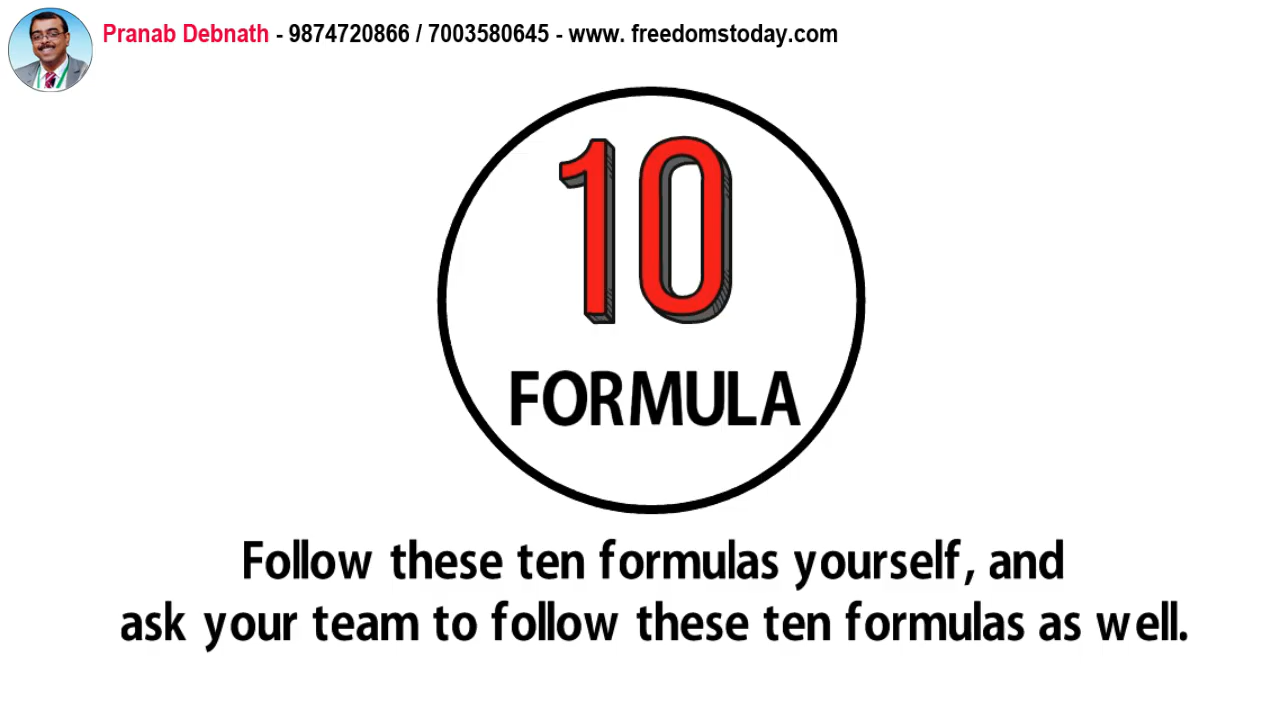 Pranab Debnath - 9874720866 / 7003580645 - www. freedomstoday.com
10
FORMULA
Follow these ten formulas yourself, and
ask your team to follow these ten formulas as well.